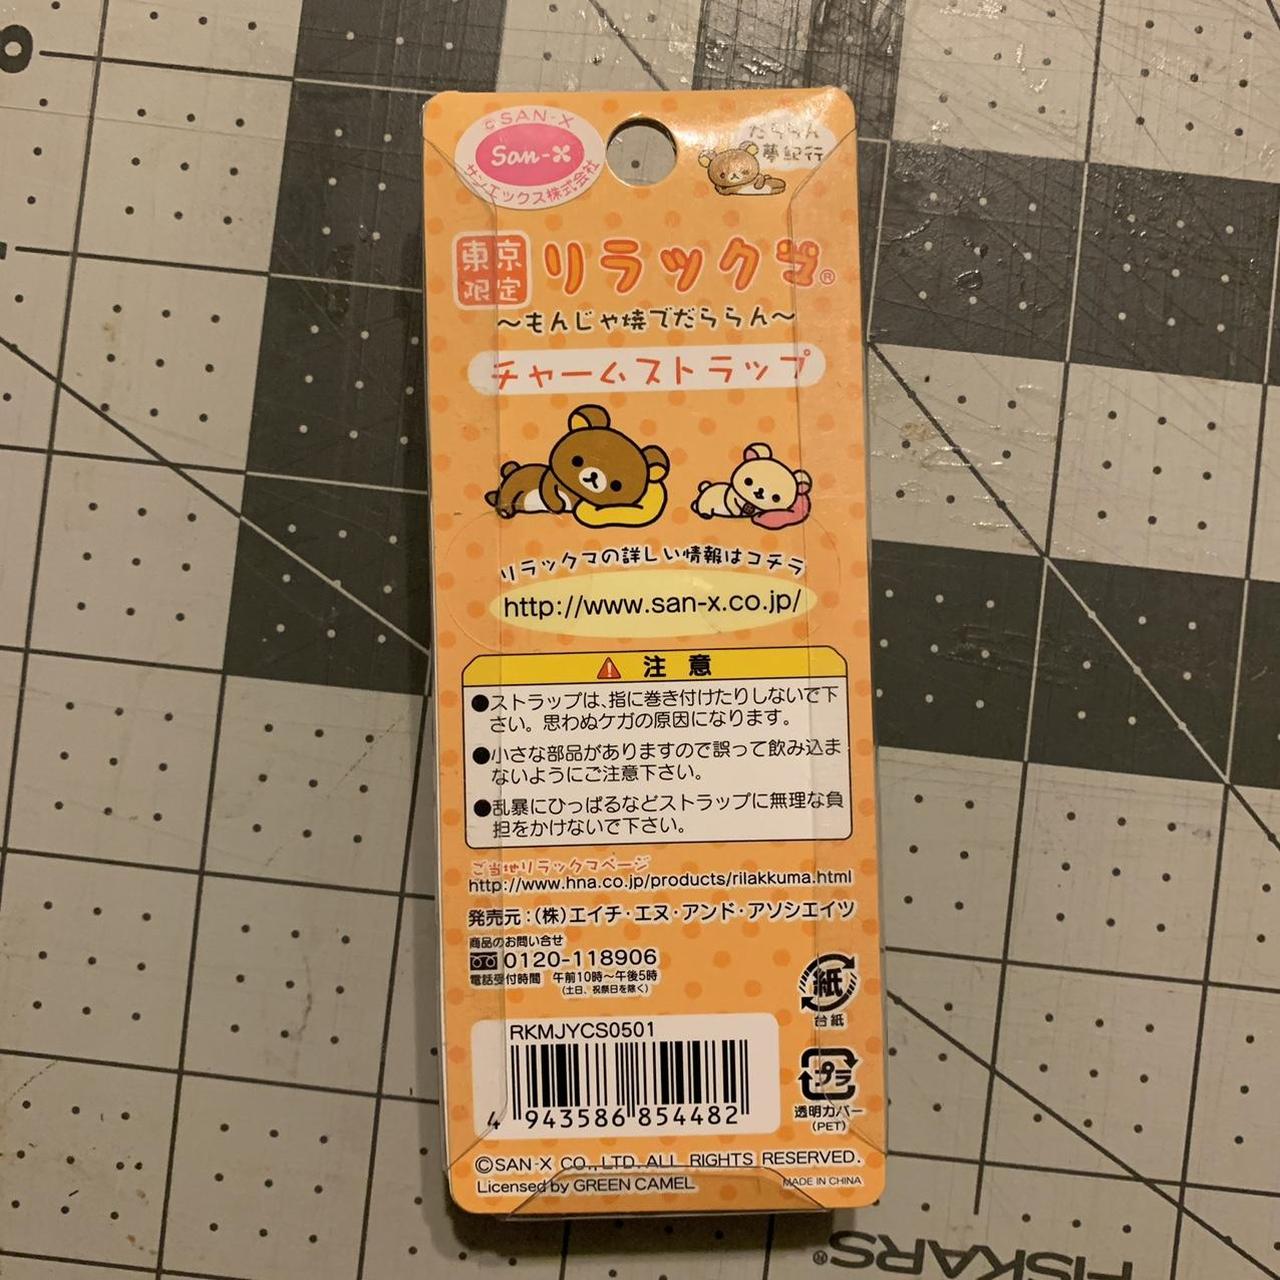 ©SAN-X
San-X
サンエックス株式会社
だららん
夢紀行
東京
限定
リラックマ®
〜もんじゃ焼でだららん〜
チャームストラップ
リラックマの詳しい情報はコチラ
http://www.san-x.co.jp/
注 意
●ストラップは、指に巻き付けたりしないで下
さい。思わぬケガの原因になります。
●小さな部品がありますので誤って飲み込ま
ないようにご注意下さい。
●乱暴にひっぱるなどストラップに無理な負
担をかけないで下さい。
ご当地リラックマページ
http://www.hna.co.jp/products/rilakkuma.html
発売元:(株)エイチ・エヌ・アンド・アソシエイツ
商品のお問い合せ
0120-118906
電話受付時間 午前10時〜午後5時
(土日、祝祭日を除く)
紙
台紙
RKMJYCS0501
4 943586 854482
プラ
透明カバー
(PET)
©SAN-X CO.,LTD. ALL RIGHTS RESERVED.
Licensed by GREEN CAMEL
MADE IN CHINA
FISKARS®